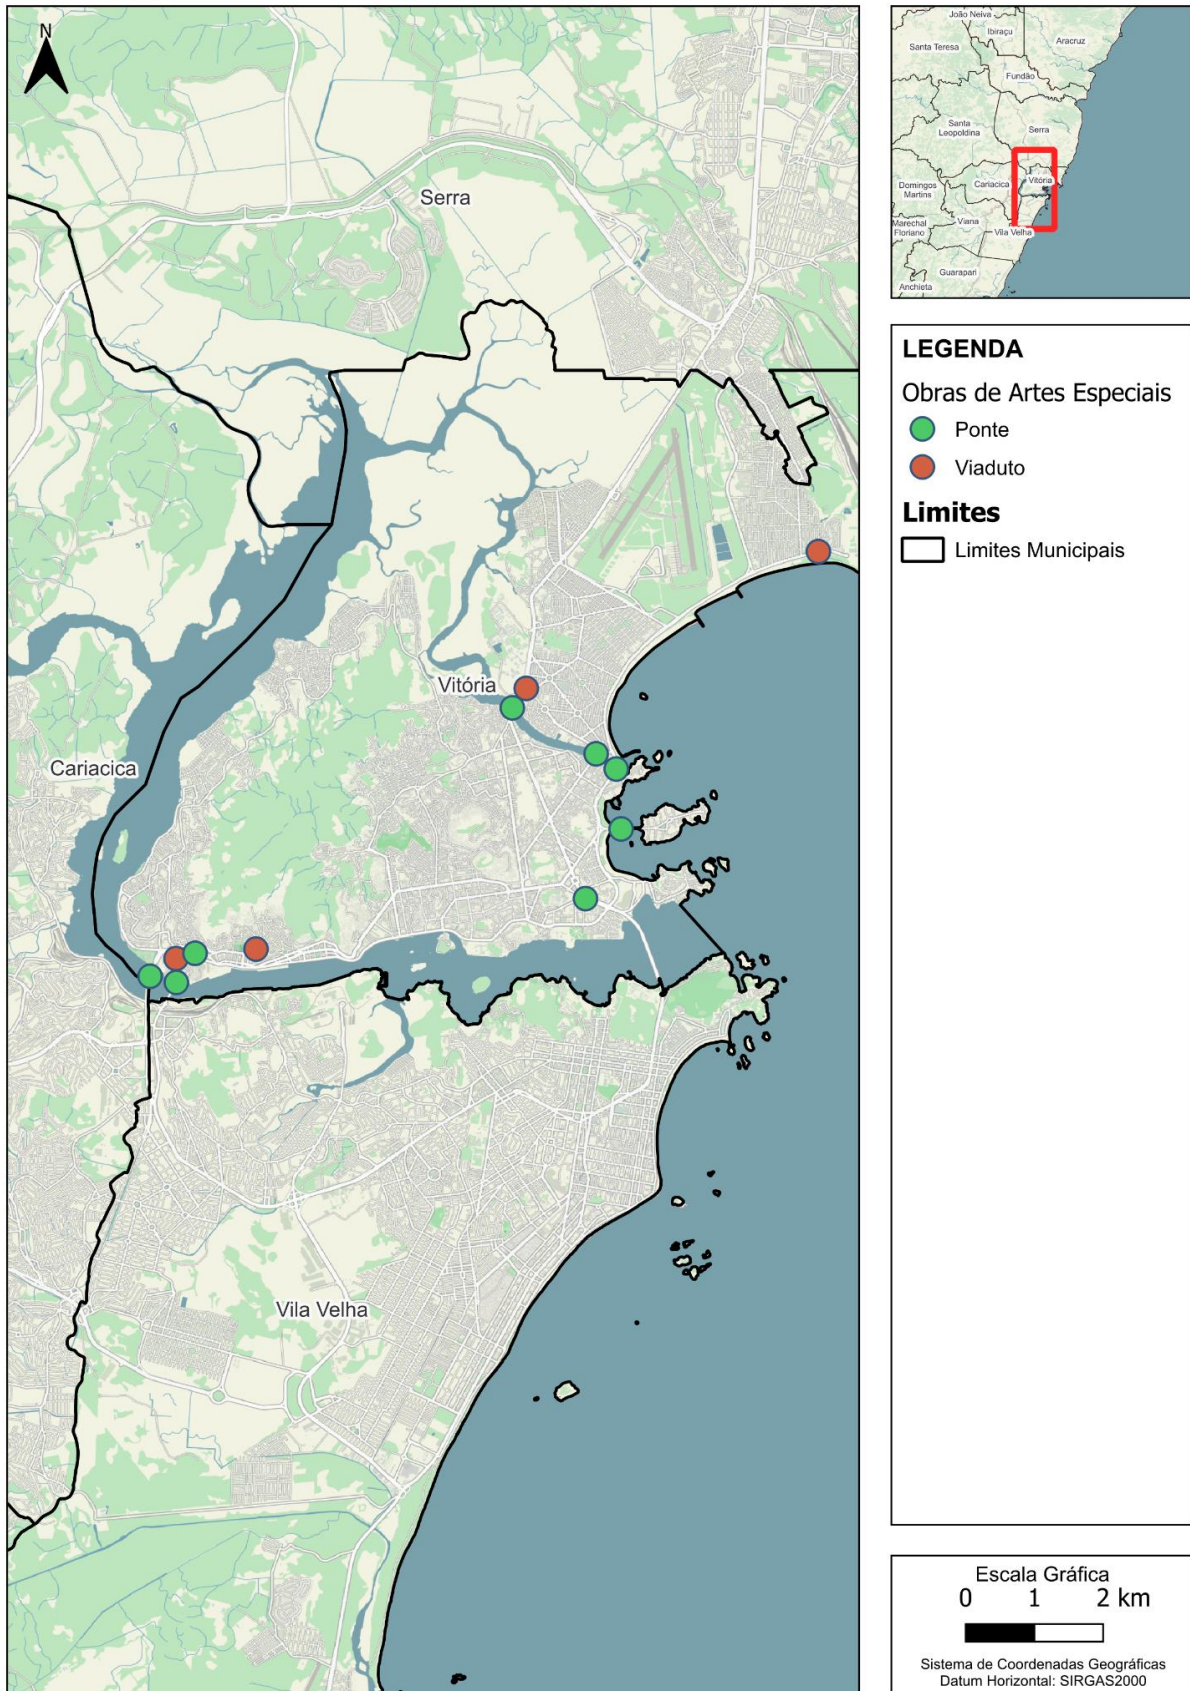 N
Serra
Vitória
Cariacica
Vila Velha
João Neiva
Ibiraçu
Aracruz
Santa Teresa
Fundão
Santa
Leopoldina
Serra
Vitória
Cariacica
Domingos
Martins
Viana
Marechal
Floriano
Vila Velha
Guarapari
Anchieta
LEGENDA
Obras de Artes Especiais
Ponte
Viaduto
Limites
Limites Municipais
Escala Gráfica
0 1 2 km
Sistema de Coordenadas Geográficas
Datum Horizontal: SIRGAS2000